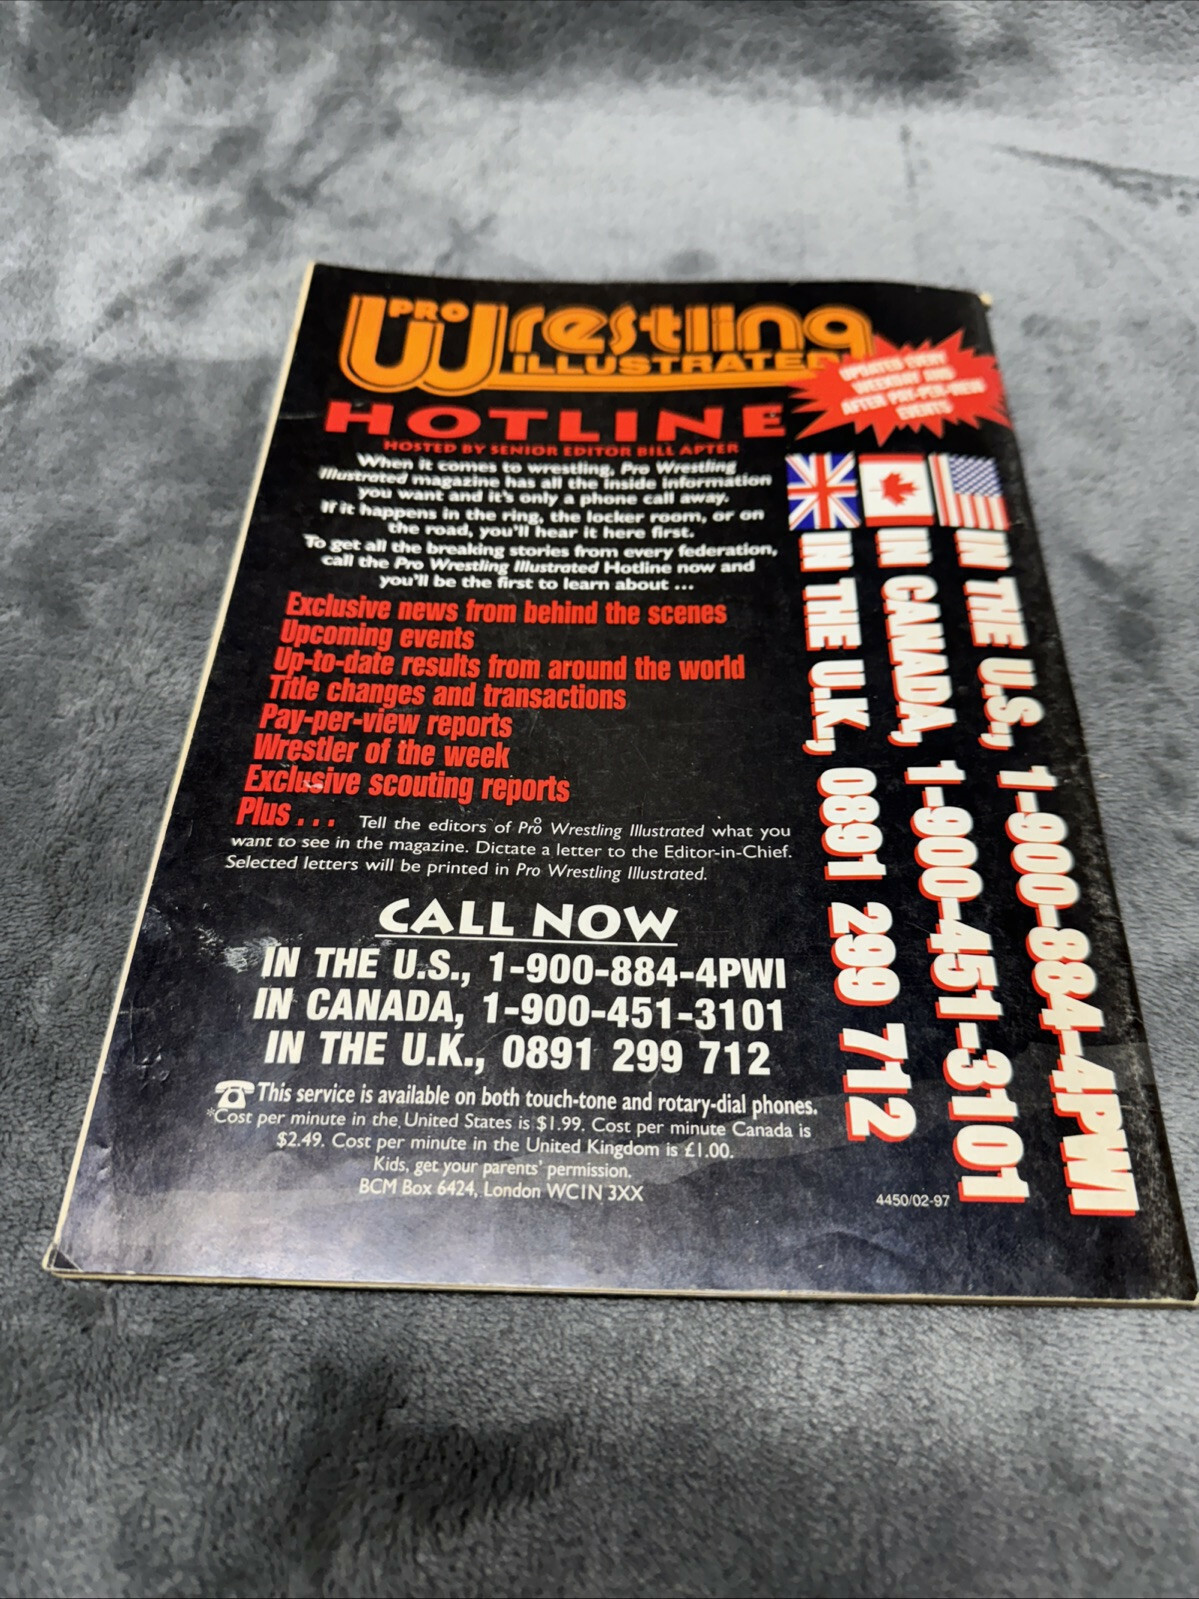 PRO
Wrestling
ILLUSTRATED
UPDATED EVERY
WEEKDAY AND
AFTER PAY-PER-VIEW
EVENTS
HOTLINE
HOSTED BY SENIOR EDITOR BILL APTER
When it comes to wrestling, Pro Wrestling
Illustrated magazine has all the inside information
you want and it's only a phone call away.
If it happens in the ring, the locker room, or on
the road, you'll hear it here first.
To get all the breaking stories from every federation,
call the Pro Wrestling Illustrated Hotline now and
you'll be the first to learn about ...
Exclusive news from behind the scenes
Upcoming events
Up-to-date results from around the world
Title changes and transactions
Pay-per-view reports
Wrestler of the week
Exclusive scouting reports
Plus . . . Tell the editors of Pro Wrestling Illustrated what you
want to see in the magazine. Dictate a letter to the Editor-in-Chief.
Selected letters will be printed in Pro Wrestling Illustrated.
CALL NOW
IN THE U.S., 1-900-884-4PWI
IN CANADA, 1-900-451-3101
IN THE U.K., 0891 299 712
This service is available on both touch-tone and rotary-dial phones.
*Cost per minute in the United States is $1.99. Cost per minute Canada is
$2.49. Cost per minute in the United Kingdom is £1.00.
Kids, get your parents' permission.
BCM Box 6424, London WC1N 3XX
4450/02-97
IN THE U.S., 1-900-884-4PWI
IN CANADA, 1-900-451-3101
IN THE U.K., 0891 299 712